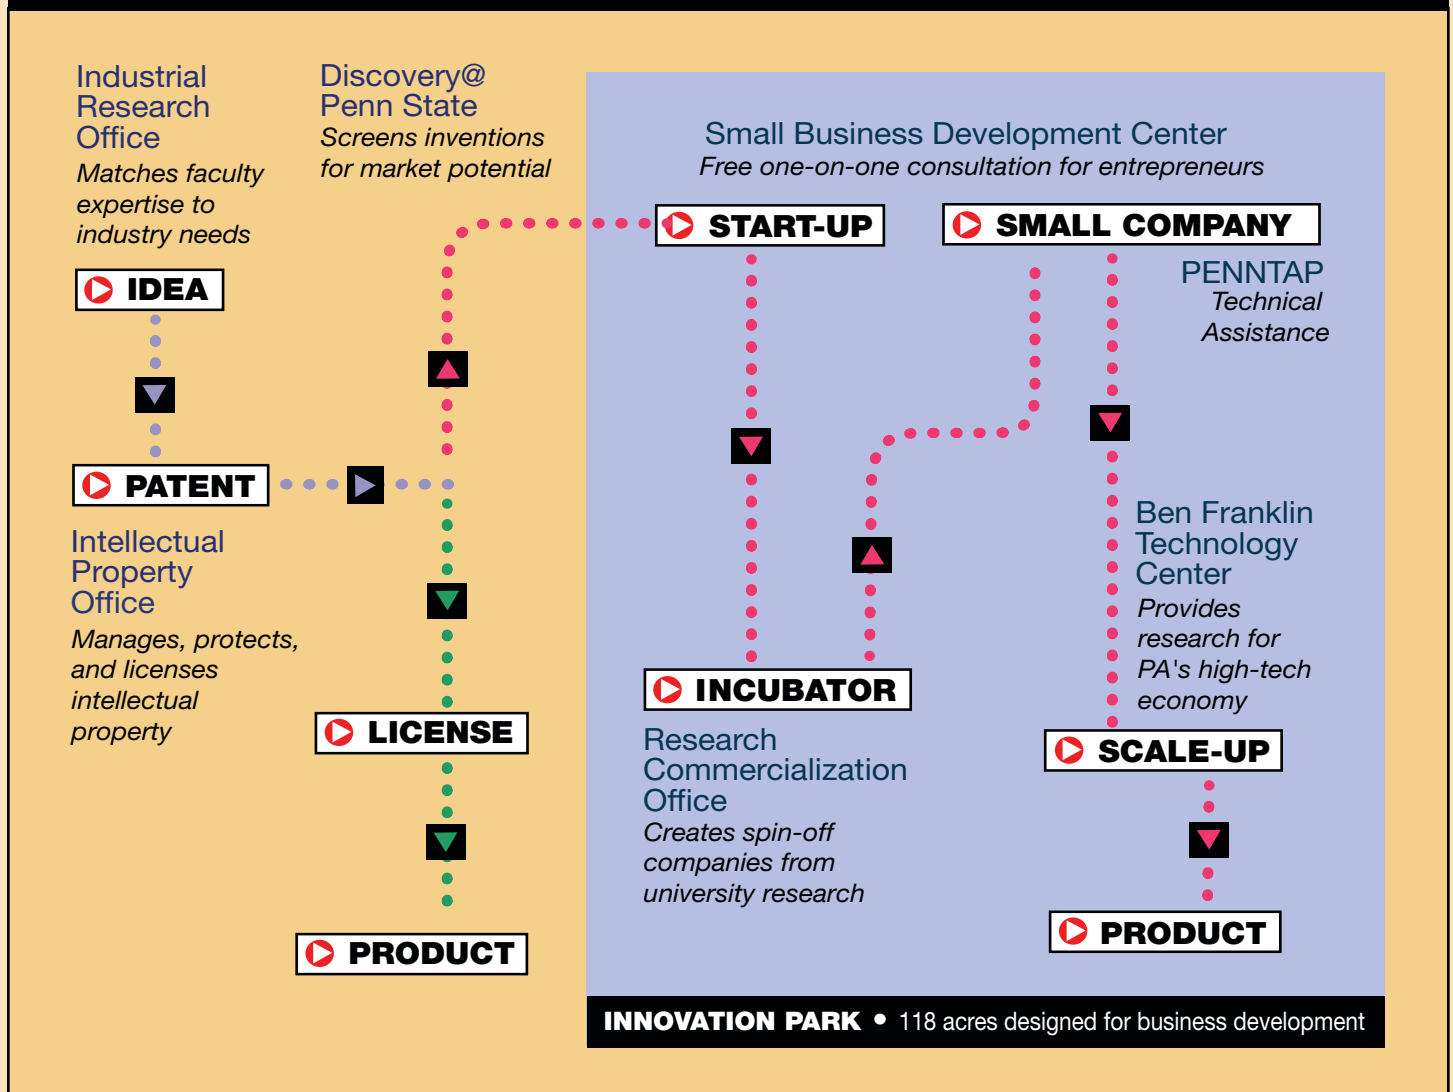 Industrial
Research
Office
Matches faculty
expertise to
industry needs
IDEA
PATENT
Intellectual
Property
Office
Manages, protects,
and licenses
intellectual
property
Discovery@
Penn State
Screens inventions
for market potential
LICENSE
PRODUCT
Small Business Development Center
Free one-on-one consultation for entrepreneurs
START-UP
SMALL COMPANY
PENNTAP
Technical
Assistance
INCUBATOR
Research
Commercialization
Office
Creates spin-off
companies from
university research
Ben Franklin
Technology
Center
Provides
research for
PA's high-tech
economy
SCALE-UP
PRODUCT
INNOVATION PARK • 118 acres designed for business development